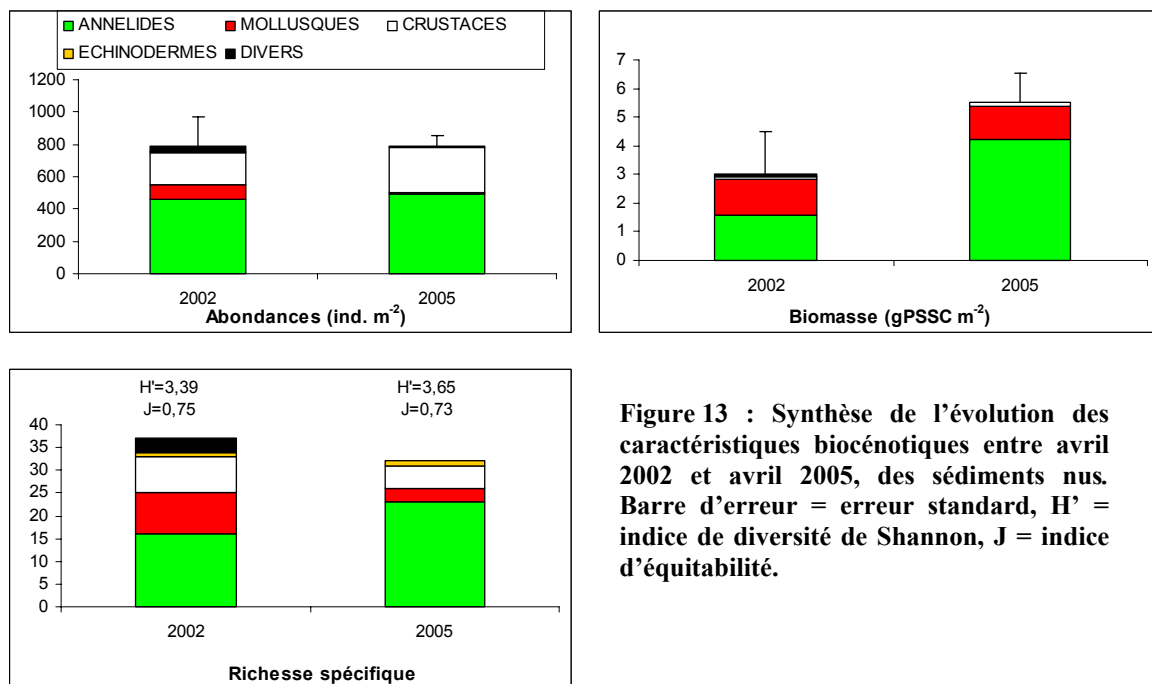 ANNELIDES MOLLUSQUES CRUSTACES
ECHINODERMES DIVERS
1200
1000
800
600
400
200
0
2002 2005
Abondances (ind. m-2)
7
6
5
4
3
2
1
0
2002 2005
Biomasse (gPSSC m-2)
H'=3,39 H'=3,65
J=0,75 J=0,73
40
35
30
25
20
15
10
5
0
2002 2005
Richesse spécifique
Figure 13 : Synthèse de l’évolution des
caractéristiques biocénotiques entre avril
2002 et avril 2005, des sédiments nus.
Barre d’erreur = erreur standard, H’ =
indice de diversité de Shannon, J = indice
d’équitabilité.